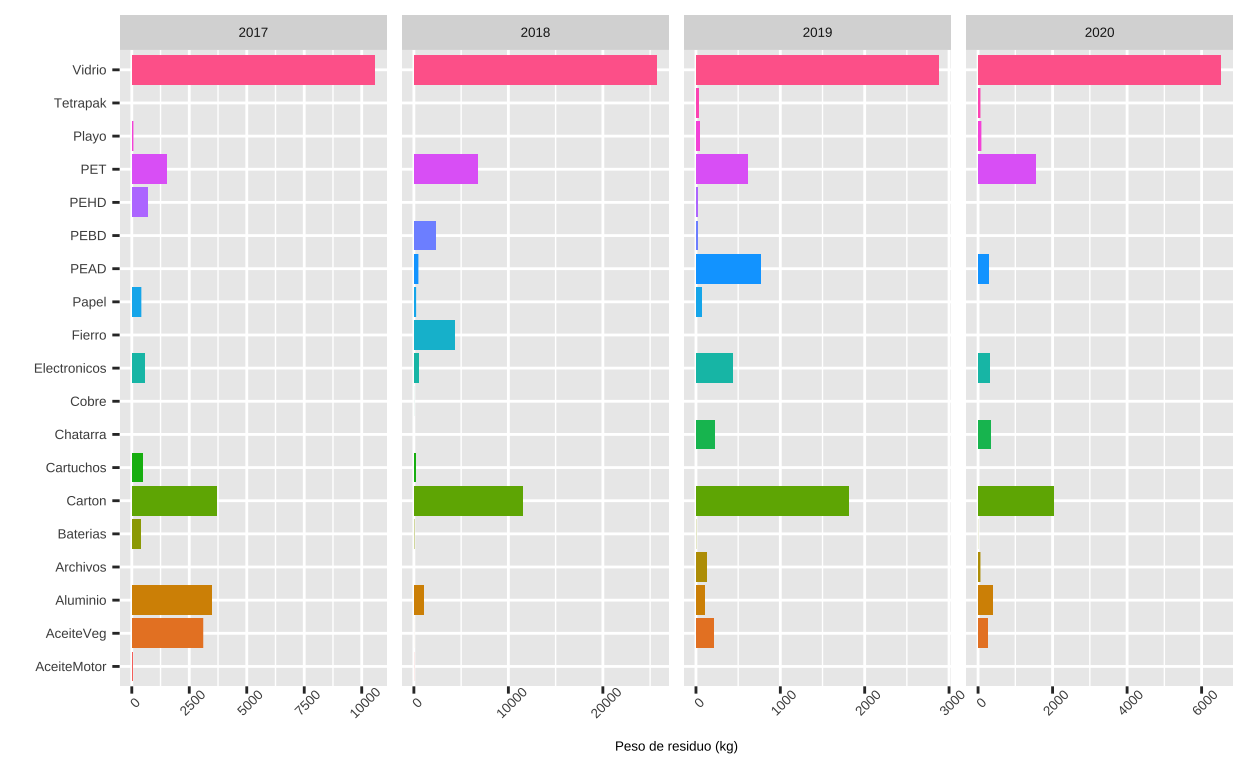 2017 2018 2019 2020
Vidrio
Tetrapak
Playo
PET
PEHD
PEBD
PEAD
Papel
Fierro
Electronicos
Cobre
Chatarra
Cartuchos
Carton
Baterias
Archivos
Aluminio
AceiteVeg
AceiteMotor
0 2500 5000 7500 10000 0 10000 20000 0 1000 2000 3000 0 2000 4000 6000
Peso de residuo (kg)